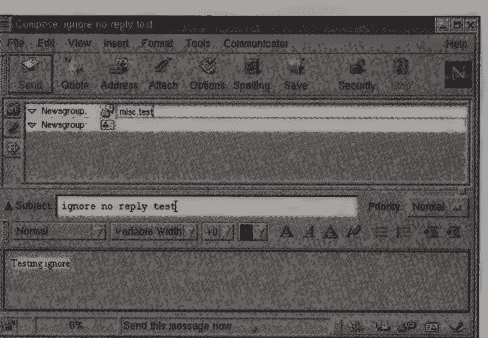 Compose: ignore no reply test
File Edit View Insert Format Tools Communicator Help
Send Quote Address Attach Options Spelling Save Security Stop
N
Newsgroup: misc.test
Newsgroup:
Subject: ignore no reply test Priority: Normal
Normal Variable Width +0 A A A
Testing ignore
0% Send this message now